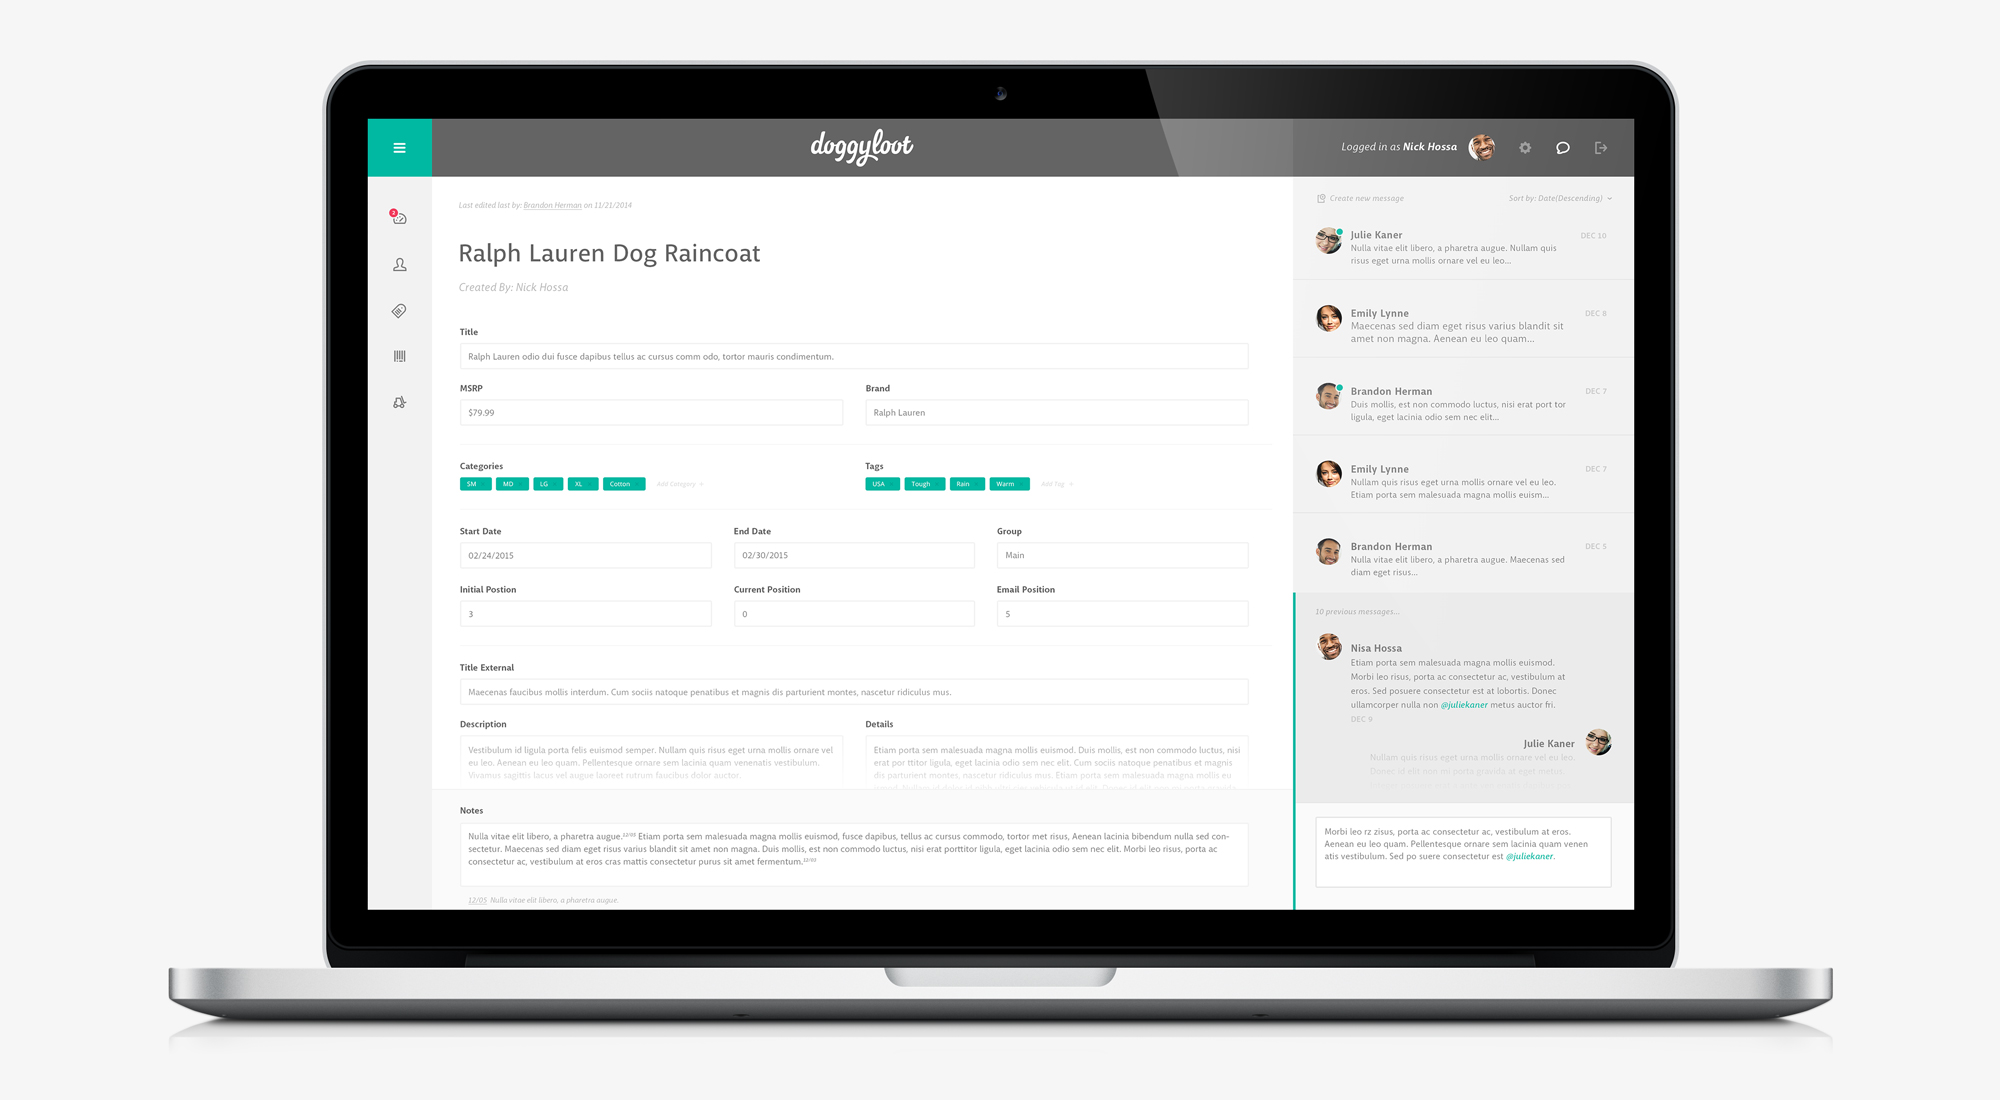 doggyloot
Logged in as Nick Hossa
2
Last edited last by: Brandon Herman on 11/21/2014
Ralph Lauren Dog Raincoat
Created By: Nick Hossa
Title
Ralph Lauren odio dui fusce dapibus tellus ac cursus comm odo, tortor mauris condimentum.
MSRP
Brand
$79.99
Ralph Lauren
Categories
Tags
SM
MD
LG
XL
Cotton
Add Category +
USA
Tough
Rain
Warm
Add Tag +
Start Date
End Date
Group
02/24/2015
02/30/2015
Main
Initial Postion
Current Position
Email Position
3
0
5
Title External
Maecenas faucibus mollis interdum. Cum sociis natoque penatibus et magnis dis parturient montes, nascetur ridiculus mus.
Description
Vestibulum id ligula porta felis euismod semper. Nullam quis risus eget urna mollis ornare vel
eu leo. Aenean eu leo quam. Pellentesque ornare sem lacinia quam venenatis vestibulum.
Vivamus sagittis lacus vel augue laoreet rutrum faucibus dolor auctor.
Details
Etiam porta sem malesuada magna mollis euismod. Duis mollis, est non commodo luctus, nisi
erat por ttitor ligula, eget lacinia odio sem nec elit. Cum sociis natoque penatibus et magnis
dis parturient montes, nascetur ridiculus mus. Etiam porta sem malesuada magna mollis eu
Notes
Nulla vitae elit libero, a pharetra augue.12/05 Etiam porta sem malesuada magna mollis euismod, fusce dapibus, tellus ac cursus commodo, tortor met risus, Aenean lacinia bibendum nulla sed con-
sectetur. Maecenas sed diam eget risus varius blandit sit amet non magna. Duis mollis, est non commodo luctus, nisi erat porttitor ligula, eget lacinia odio sem nec elit. Morbi leo risus, porta ac
consectetur ac, vestibulum at eros cras mattis consectetur purus sit amet fermentum.
12/05 Nulla vitae elit libero, a pharetra augue.
Create new message
Sort by: Date(Descending)
Julie Kaner
DEC 10
Nulla vitae elit libero, a pharetra augue. Nullam quis
risus eget urna mollis ornare vel eu leo...
Emily Lynne
DEC 8
Maecenas sed diam eget risus varius blandit sit
amet non magna. Aenean eu leo quam...
Brandon Herman
DEC 7
Duis mollis, est non commodo luctus, nisi erat port tor
ligula, eget lacinia odio sem nec elit...
Emily Lynne
DEC 7
Nullam quis risus eget urna mollis ornare vel eu leo.
Etiam porta sem malesuada magna mollis euism...
Brandon Herman
DEC 5
Nulla vitae elit libero, a pharetra augue. Maecenas sed
diam eget risus...
10 previous messages...
Nisa Hossa
Etiam porta sem malesuada magna mollis euismod.
Morbi leo risus, porta ac consectetur ac, vestibulum at
eros. Sed posuere consectetur est at lobortis. Donec
ullamcorper nulla non @juliekaner metus auctor fri.
DEC 9
Julie Kaner
Nullam quis risus eget urna mollis ornare vel eu leo.
Donec id elit non mi porta gravida at eget metus.
Morbi leo rz zisus, porta ac consectetur ac, vestibulum at eros.
Aenean eu leo quam. Pellentesque ornare sem lacinia quam venen
atis vestibulum. Sed po suere consectetur est @juliekaner.